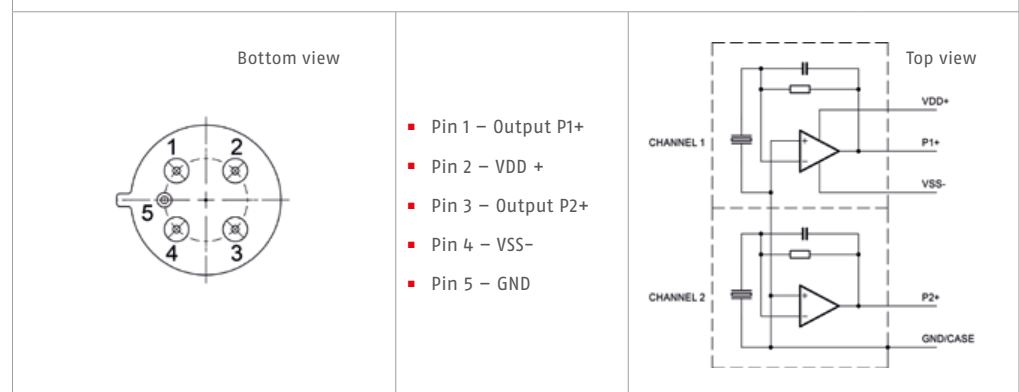 Bottom view
1
2
5
4
3
Pin 1 – Output P1+
Pin 2 – VDD +
Pin 3 – Output P2+
Pin 4 – VSS-
Pin 5 – GND
Top view
VDD+
CHANNEL 1
+
P1+
−
VSS-
+
CHANNEL 2
P2+
−
GND/CASE